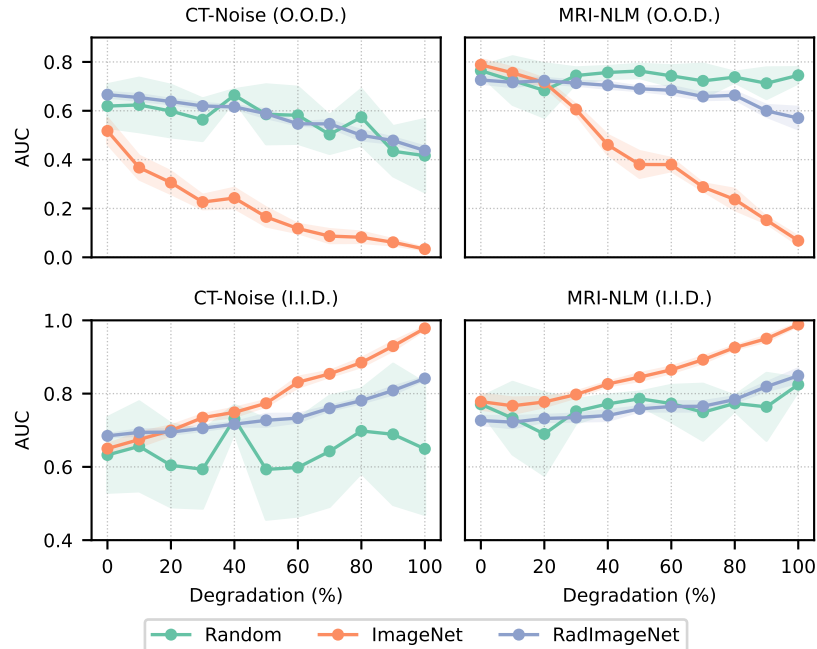 CT-Noise (O.O.D.)
MRI-NLM (O.O.D.)
AUC
0.8
0.6
0.4
0.2
0.0
CT-Noise (I.I.D.)
MRI-NLM (I.I.D.)
AUC
1.0
0.8
0.6
0.4
0 20 40 60 80 100
0 20 40 60 80 100
Degradation (%)
Degradation (%)
Random ImageNet RadImageNet